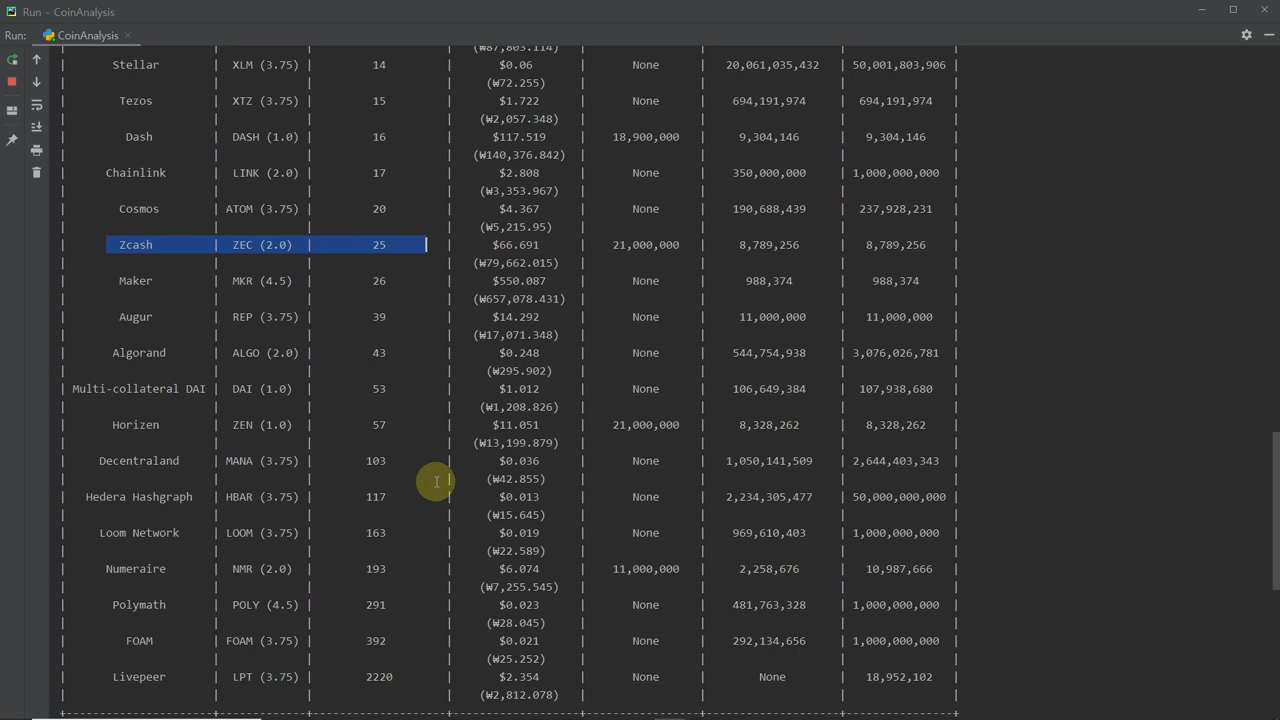 Run - CoinAnalysis
Run: CoinAnalysis
(₩87,803.114)
Stellar | XLM (3.75) | 14 | $0.06 | None | 20,061,035,432 | 50,001,803,906
(₩72.255)
Tezos | XTZ (3.75) | 15 | $1.722 | None | 694,191,974 | 694,191,974
(₩2,057.348)
Dash | DASH (1.0) | 16 | $117.519 | 18,900,000 | 9,304,146 | 9,304,146
(₩140,376.842)
Chainlink | LINK (2.0) | 17 | $2.808 | None | 350,000,000 | 1,000,000,000
(₩3,353.967)
Cosmos | ATOM (3.75) | 20 | $4.367 | None | 190,688,439 | 237,928,231
(₩5,215.95)
Zcash | ZEC (2.0) | 25 | $66.691 | 21,000,000 | 8,789,256 | 8,789,256
(₩79,662.015)
Maker | MKR (4.5) | 26 | $550.087 | None | 988,374 | 988,374
(₩657,078.431)
Augur | REP (3.75) | 39 | $14.292 | None | 11,000,000 | 11,000,000
(₩17,071.348)
Algorand | ALGO (2.0) | 43 | $0.248 | None | 544,754,938 | 3,076,026,781
(₩295.902)
Multi-collateral DAI | DAI (1.0) | 53 | $1.012 | None | 106,649,384 | 107,938,680
(₩1,208.826)
Horizen | ZEN (1.0) | 57 | $11.051 | 21,000,000 | 8,328,262 | 8,328,262
(₩13,199.879)
Decentraland | MANA (3.75) | 103 | $0.036 | None | 1,050,141,509 | 2,644,403,343
(₩42.855)
Hedera Hashgraph | HBAR (3.75) | 117 | $0.013 | None | 2,234,305,477 | 50,000,000,000
(₩15.645)
Loom Network | LOOM (3.75) | 163 | $0.019 | None | 969,610,403 | 1,000,000,000
(₩22.589)
Numeraire | NMR (2.0) | 193 | $6.074 | 11,000,000 | 2,258,676 | 10,987,666
(₩7,255.545)
Polymath | POLY (4.5) | 291 | $0.023 | None | 481,763,328 | 1,000,000,000
(₩28.045)
FOAM | FOAM (3.75) | 392 | $0.021 | None | 292,134,656 | 1,000,000,000
(₩25.252)
Livepeer | LPT (3.75) | 2220 | $2.354 | None | None | 18,952,102
(₩2,812.078)